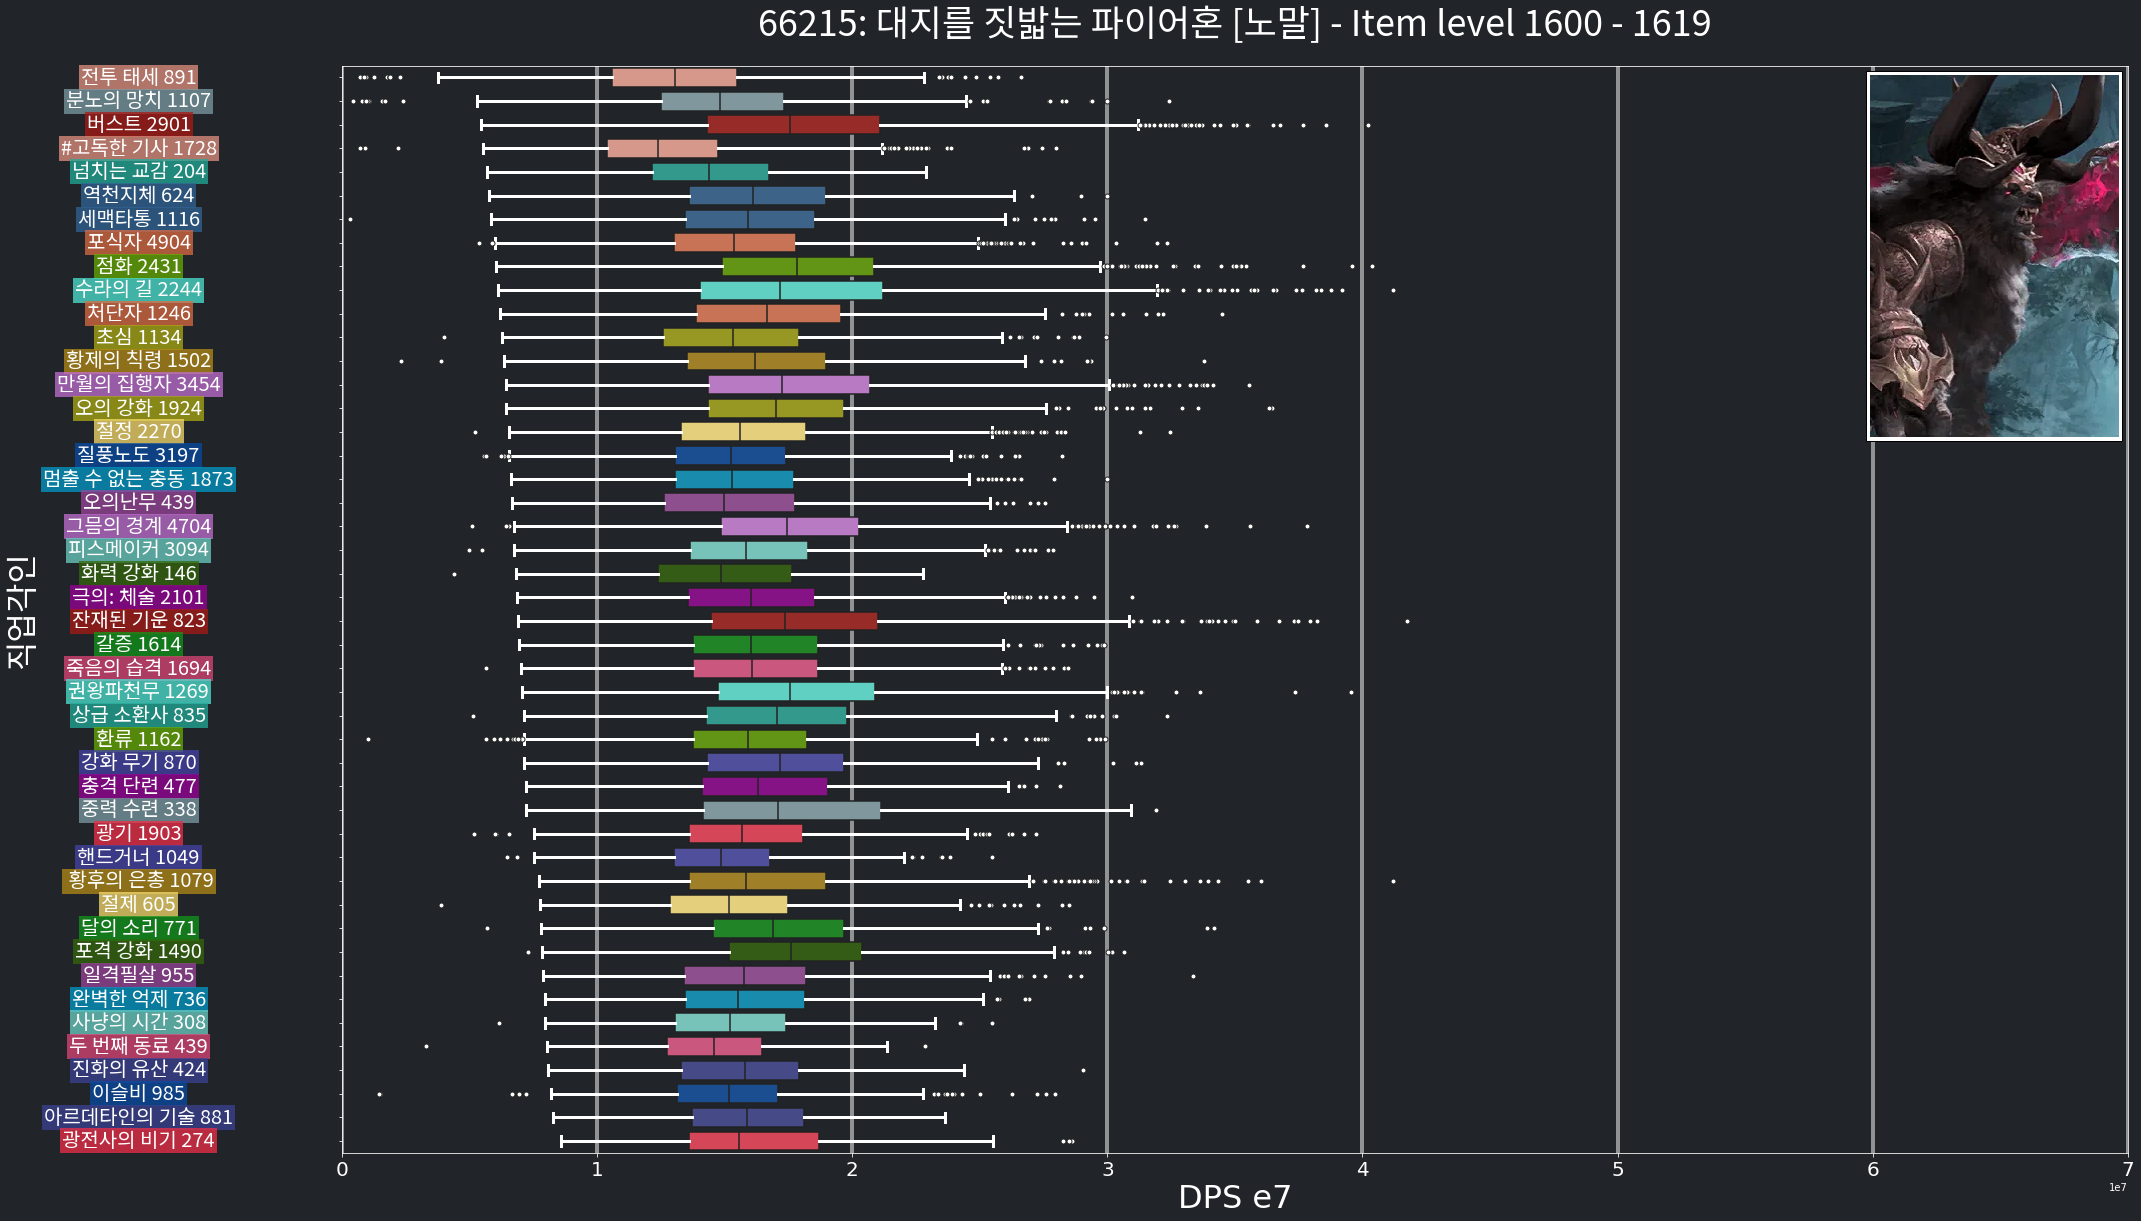 66215: 대지를 짓밟는 파이어혼 [노말] - Item level 1600 - 1619
전투 태세 891
분노의 망치 1107
버스트 2901
#고독한 기사 1728
넘치는 교감 204
역천지체 624
세맥타통 1116
포식자 4904
점화 2431
수라의 길 2244
처단자 1246
초심 1134
황제의 칙령 1502
만월의 집행자 3454
오의 강화 1924
절정 2270
질풍노도 3197
멈출 수 없는 충동 1873
오의난무 439
그믐의 경계 4704
피스메이커 3094
화력 강화 146
극의: 체술 2101
잔재된 기운 823
갈증 1614
죽음의 습격 1694
권왕파천무 1269
상급 소환사 835
환류 1162
강화 무기 870
충격 단련 477
중력 수련 338
광기 1903
핸드거너 1049
황후의 은총 1079
절제 605
달의 소리 771
포격 강화 1490
일격필살 955
완벽한 억제 736
사냥의 시간 308
두 번째 동료 439
진화의 유산 424
이슬비 985
아르데타인의 기술 881
광전사의 비기 274
직업각인
0 1 2 3 4 5 6 7
DPS e7
1e7